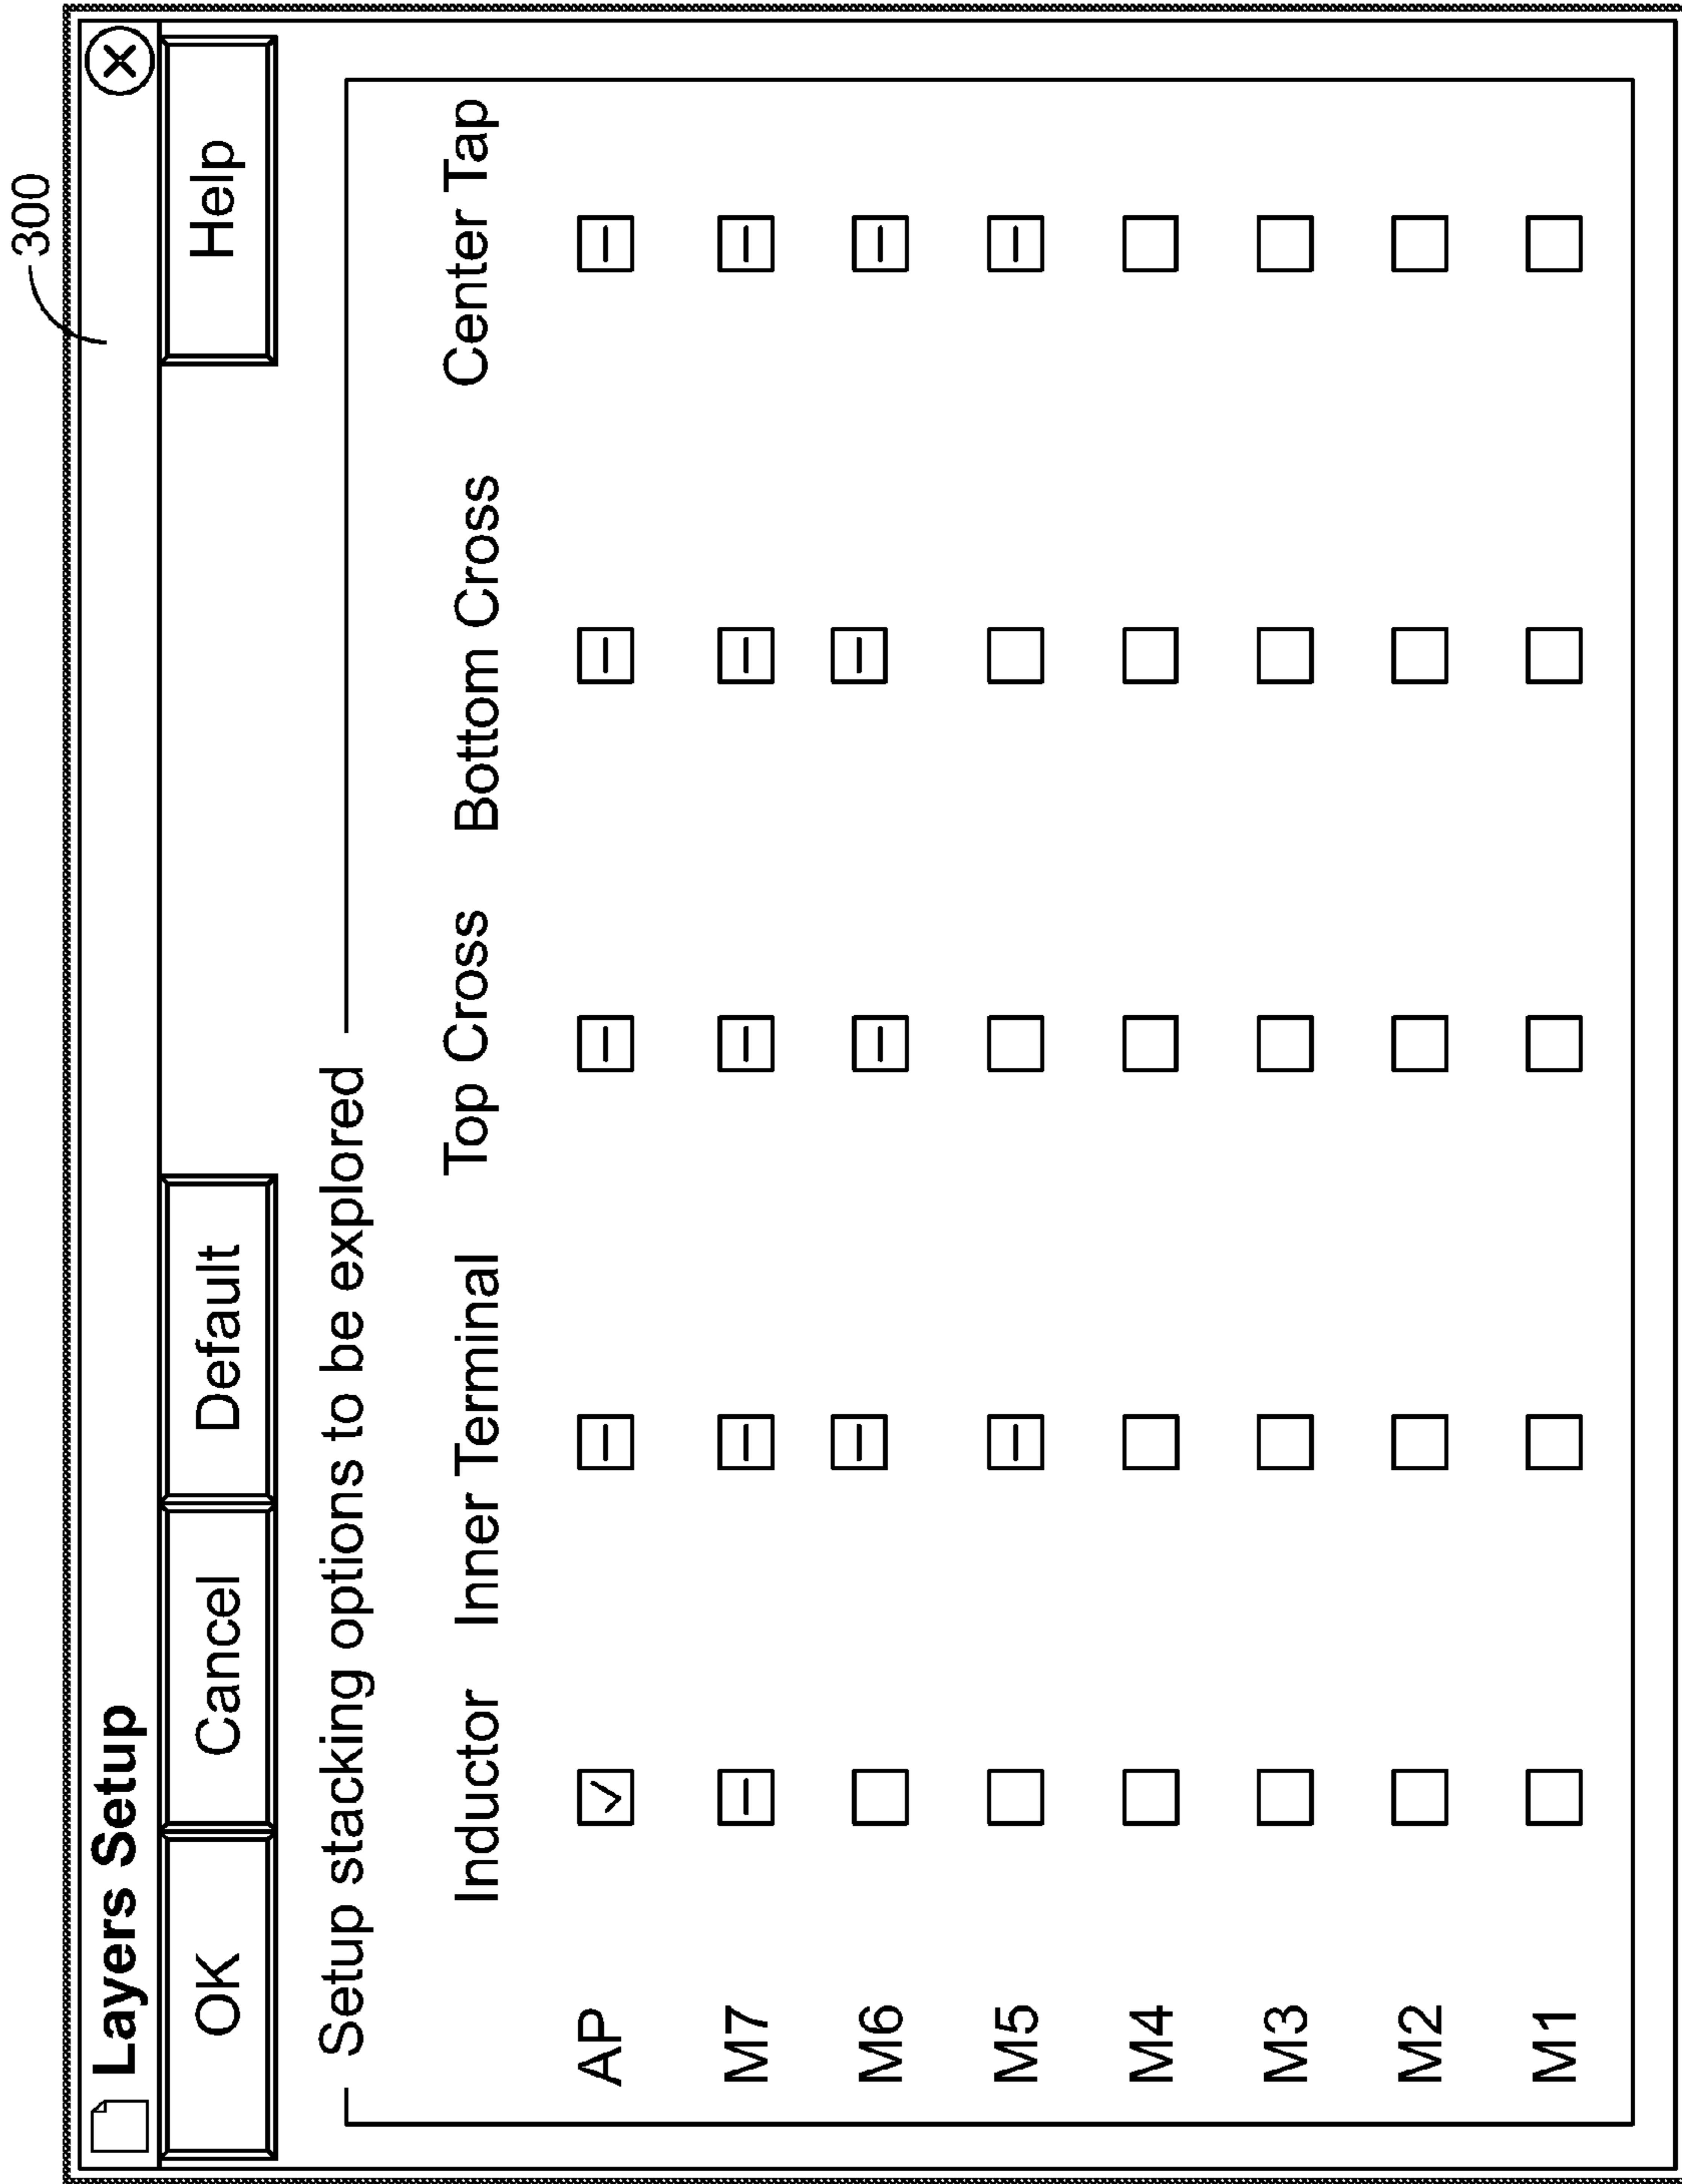 300
Layers Setup
OK Cancel Default Help
Setup stacking options to be explored
Inductor Inner Terminal Top Cross Bottom Cross Center Tap
AP
M7
M6
M5
M4
M3
M2
M1